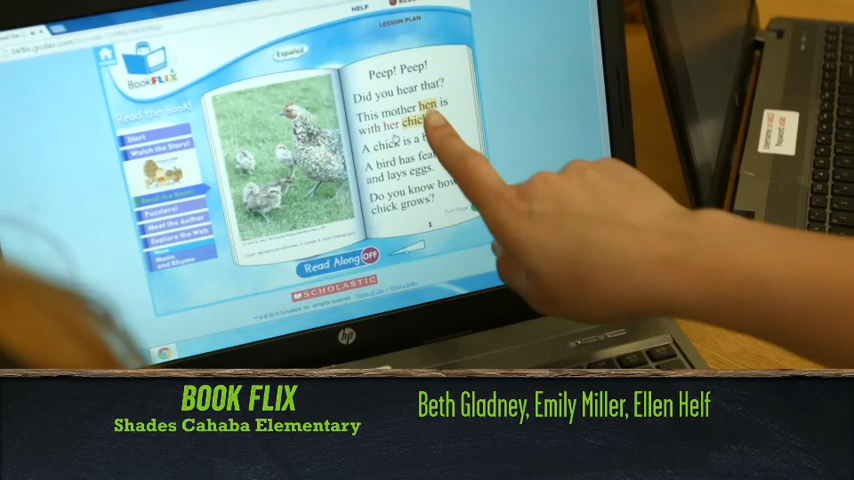 HELP
LESSON PLAN
Español
BookFLIX
Read the Book!
Start
Watch the Story!
Read the Book!
Puzzlers!
Meet the Author
Explore the Web
Music
and Rhyme
Peep! Peep!
Did you hear that?
This mother hen is
with her
A chick is a
A bird has
and lays eggs.
Do you know how
chick grows?
1
Read Along OFF
SCHOLASTIC
hp
BOOK FLIX
Shades Cahaba Elementary
Beth Gladney, Emily Miller, Ellen Helf